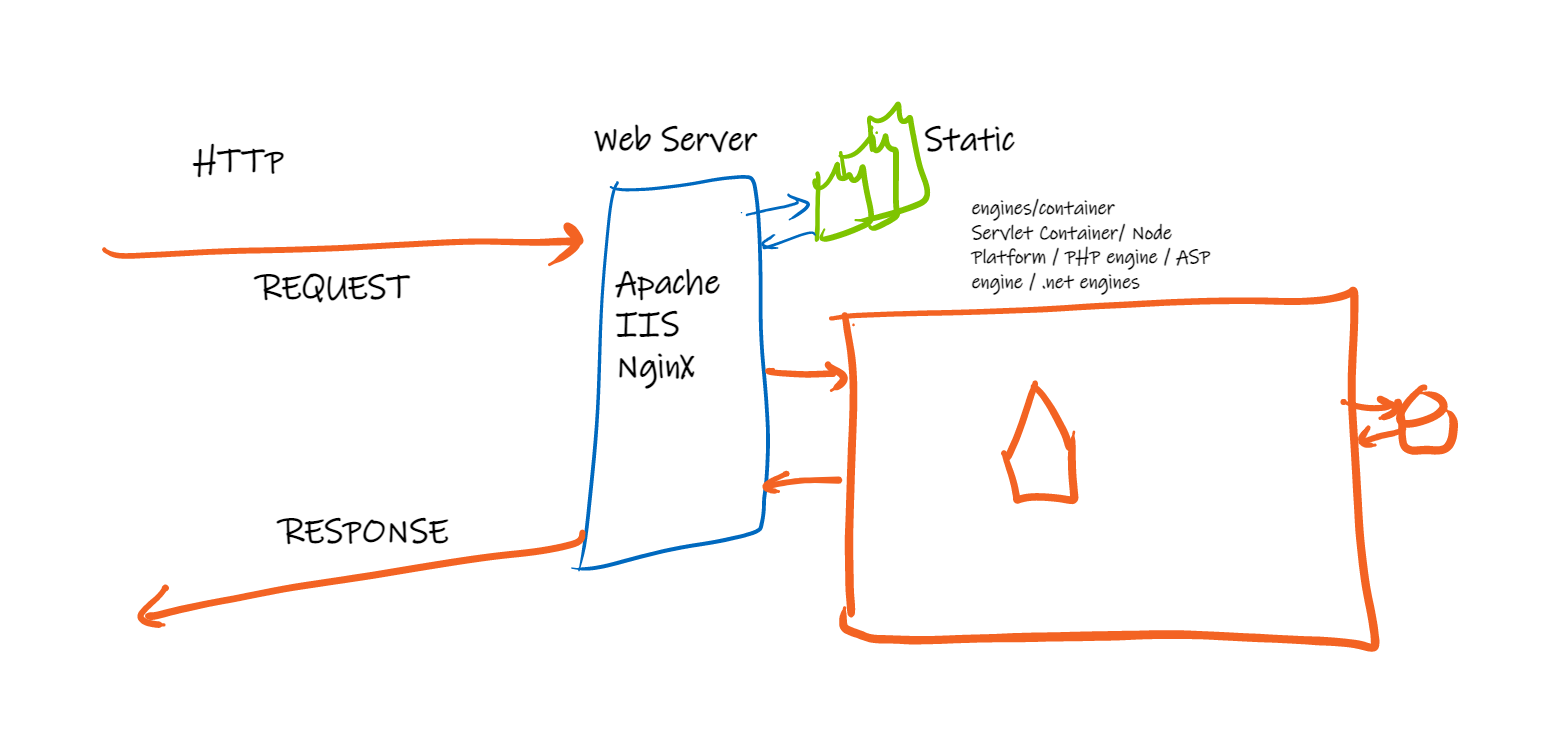 HTTP
REQUEST
RESPONSE
Web Server
Apache
IIS
NginX
Static
engines/container
Servlet Container/ Node
Platform / PHP engine / ASP
engine / .net engines